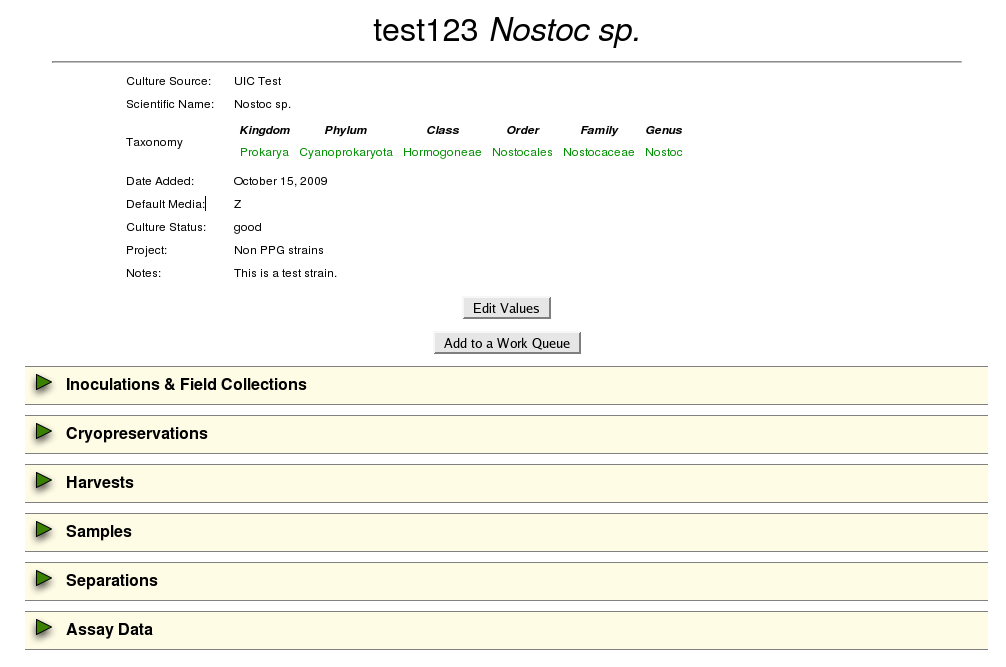 test123 Nostoc sp.
Culture Source: UIC Test
Scientific Name: Nostoc sp.
Kingdom Phylum Class Order Family Genus
Taxonomy
Prokarya Cyanoprokaryota Hormogoneae Nostocales Nostocaceae Nostoc
Date Added: October 15, 2009
Default Media: Z
Culture Status: good
Project: Non PPG strains
Notes: This is a test strain.
Edit Values
Add to a Work Queue
Inoculations & Field Collections
Cryopreservations
Harvests
Samples
Separations
Assay Data